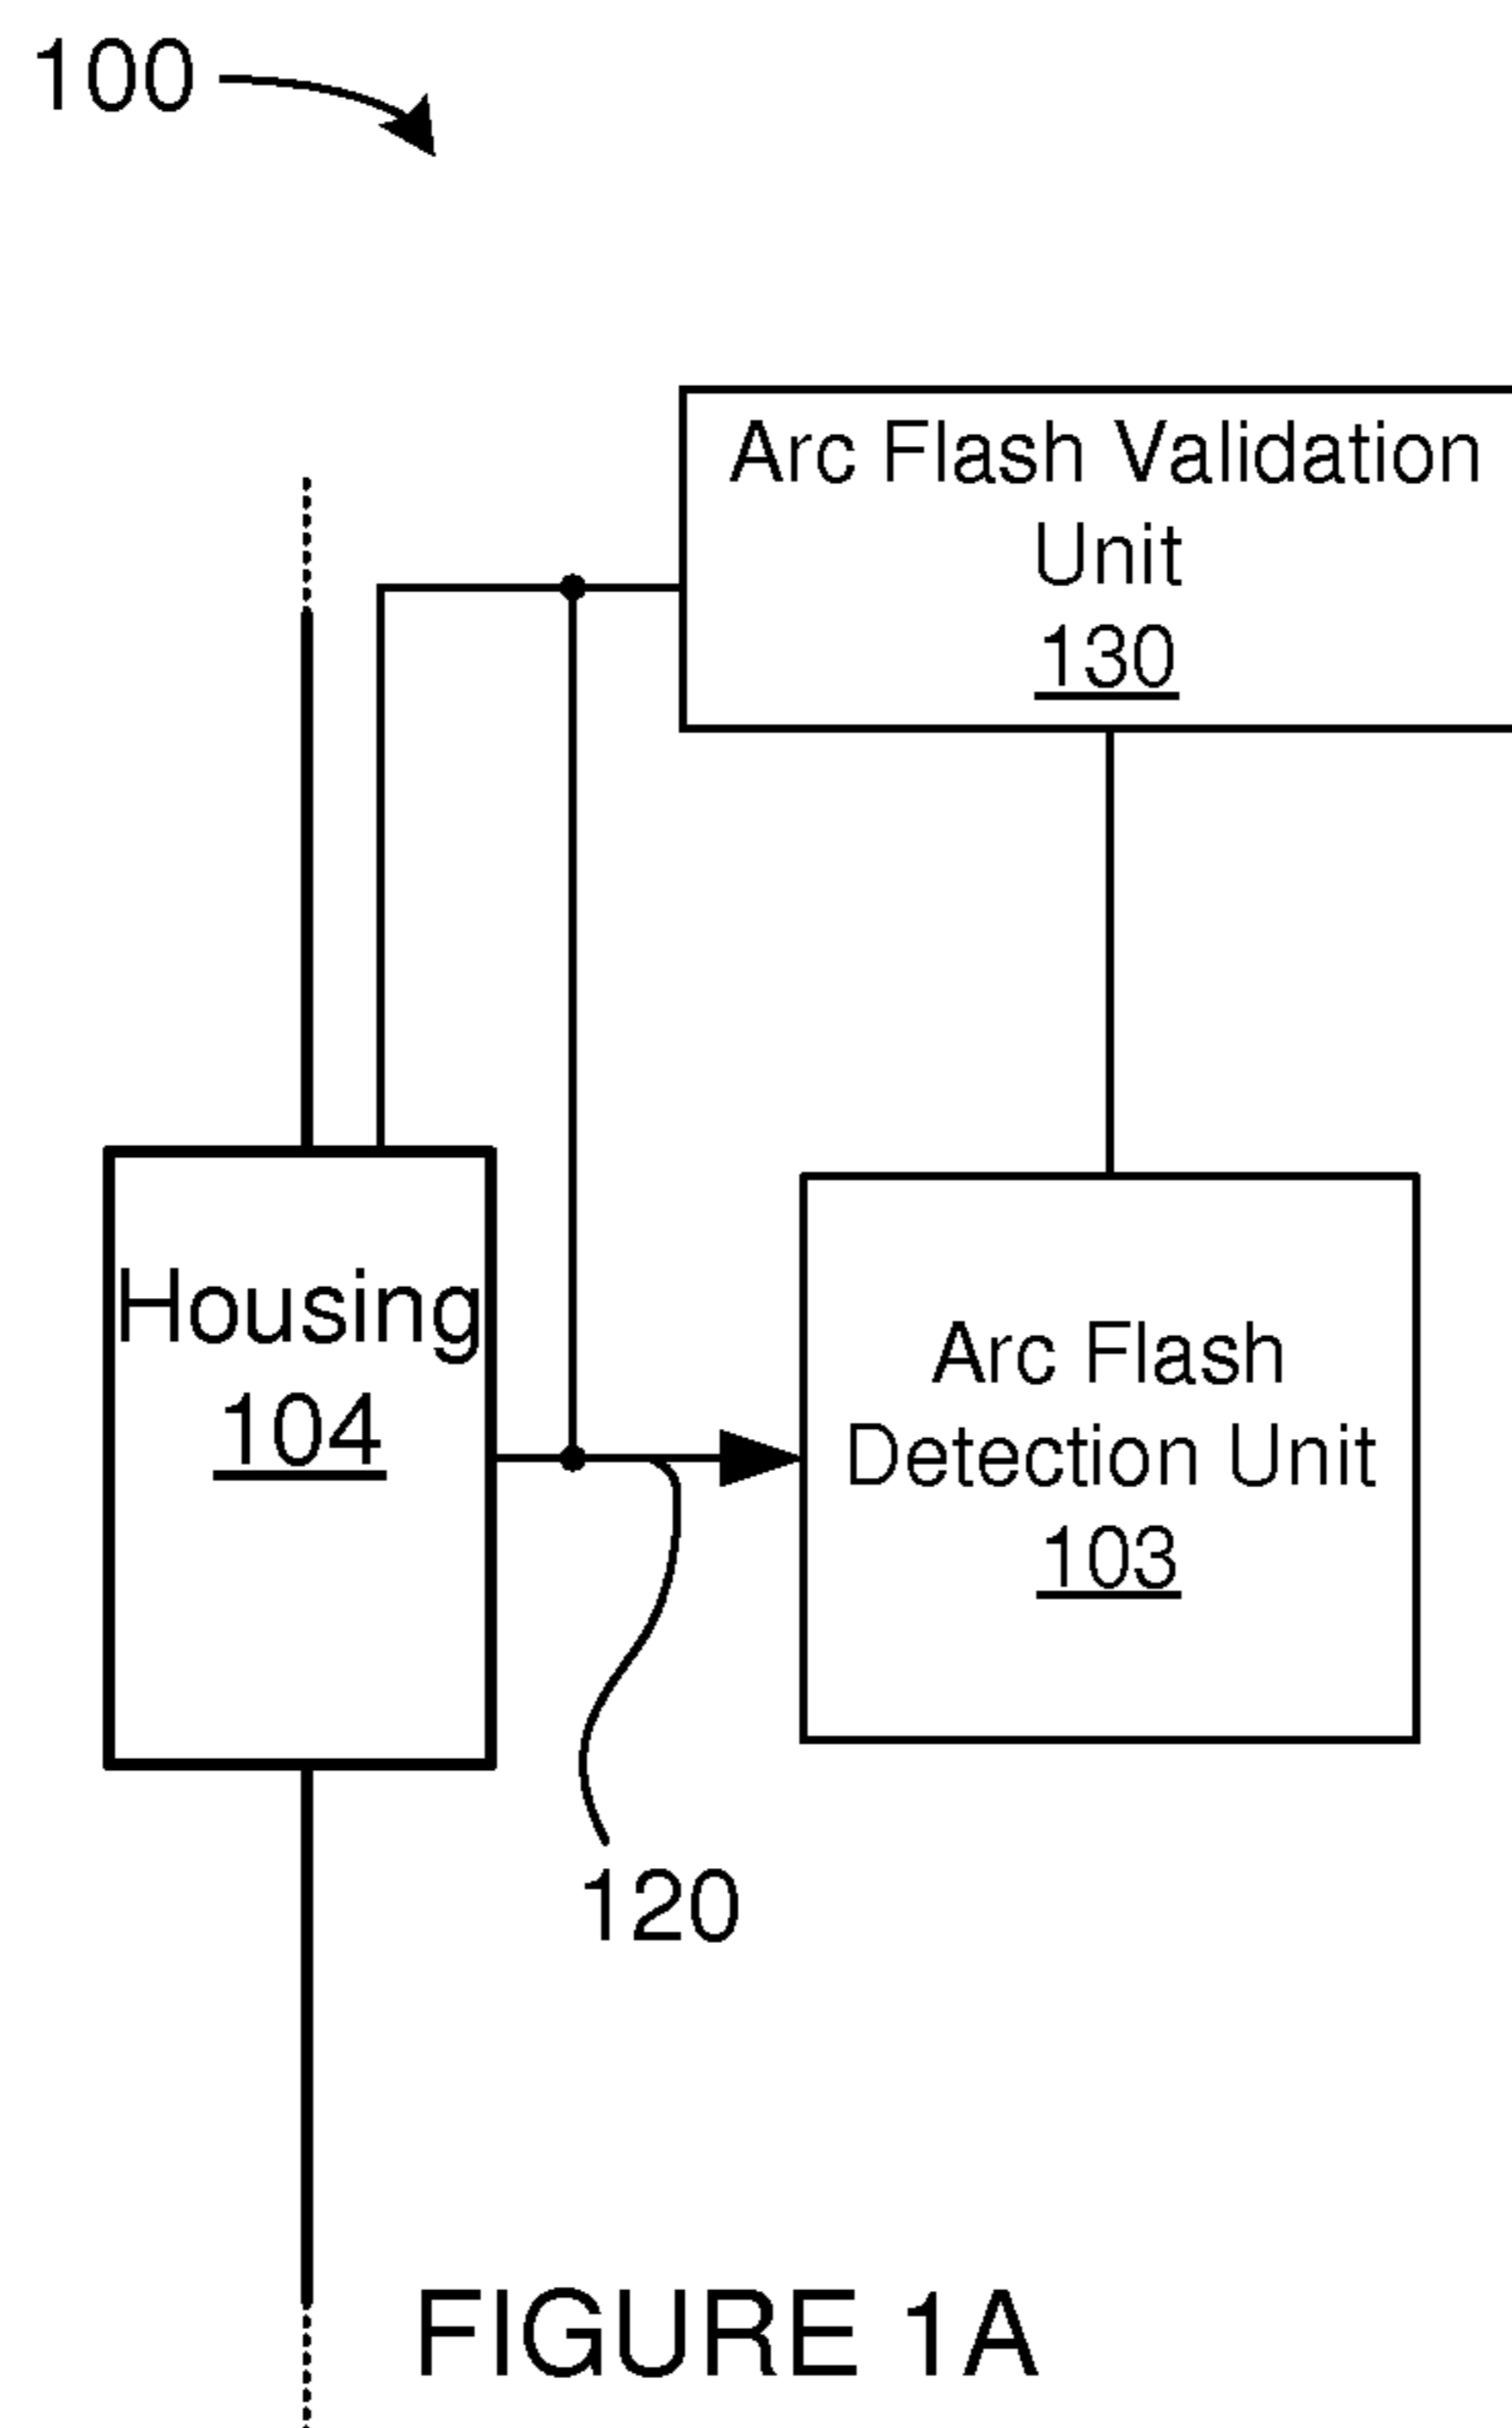 100
Arc Flash Validation
Unit
130
Housing
104
Arc Flash
Detection Unit
103
120
FIGURE 1A